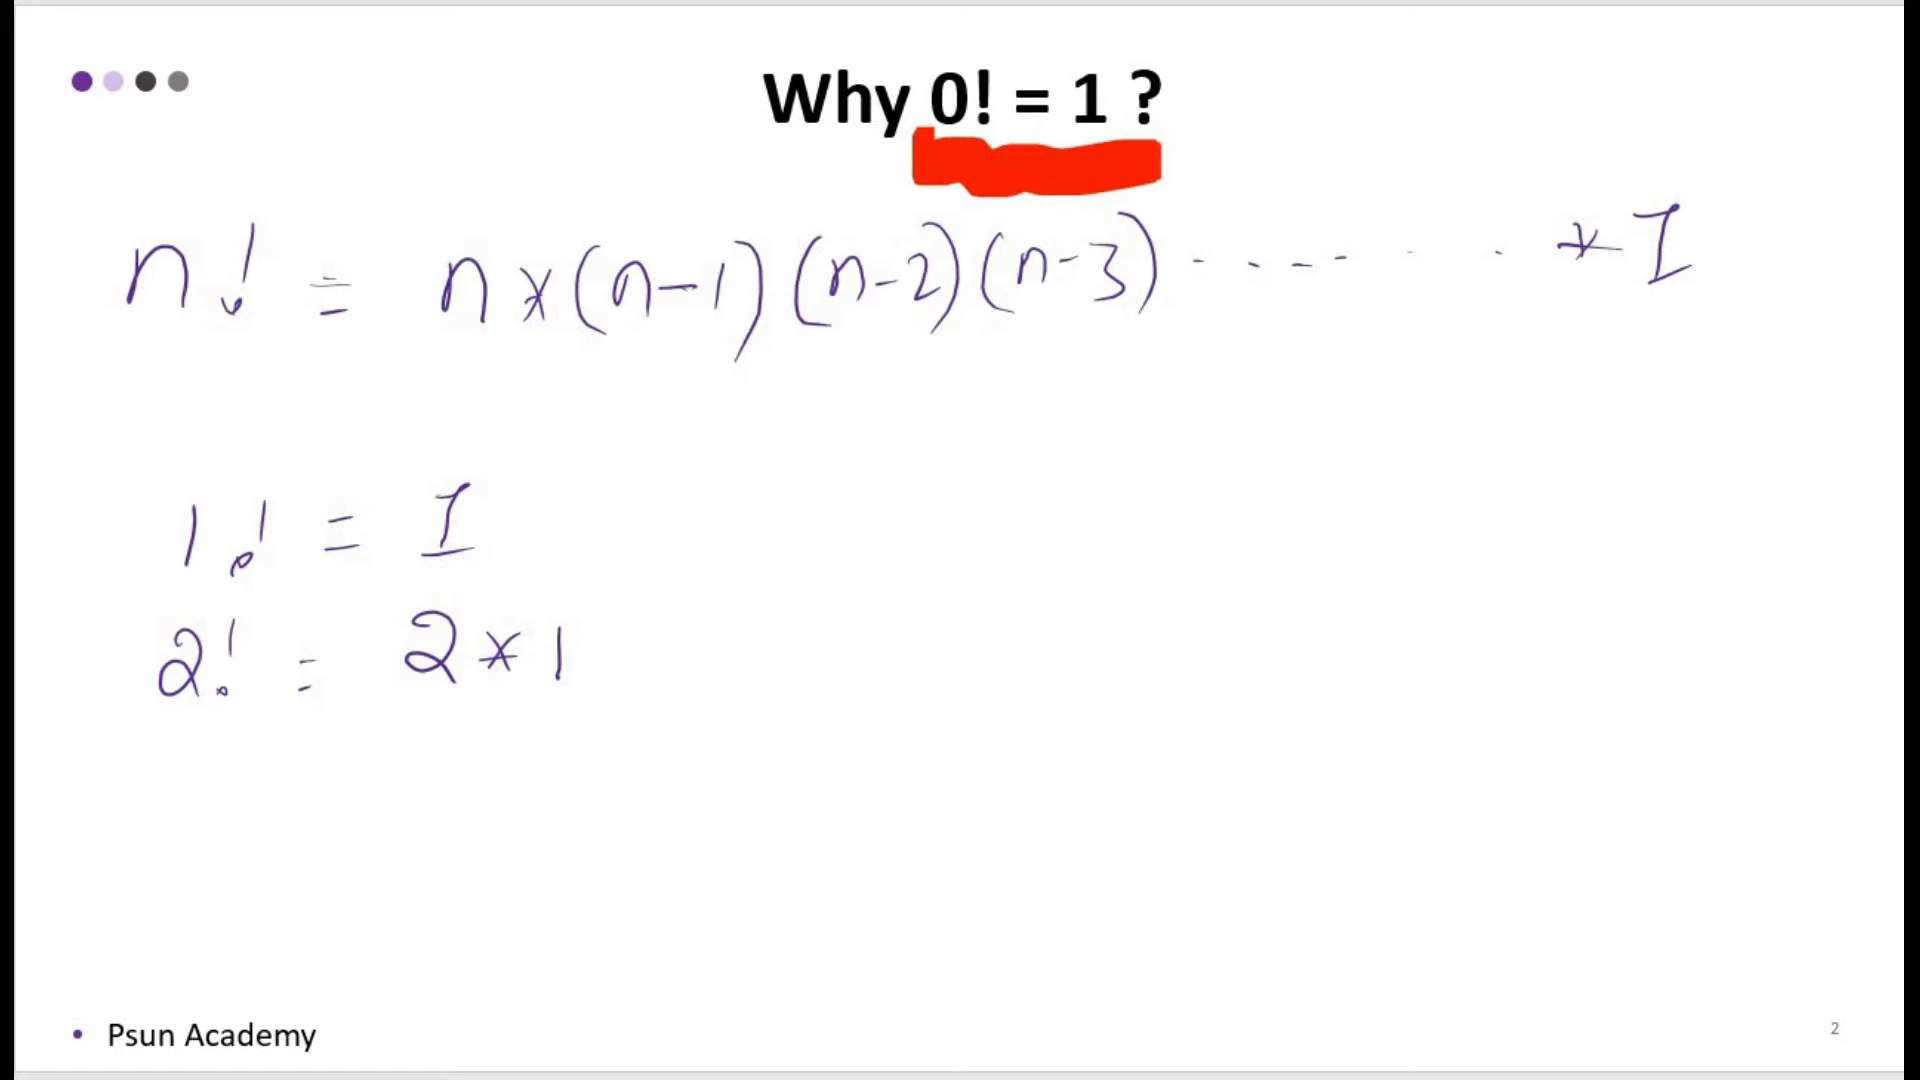 Why 0! = 1 ?
n! = n*(n-1)(n-2)(n-3)-----..*1
1! = 1
2! = 2*1
• Psun Academy
2